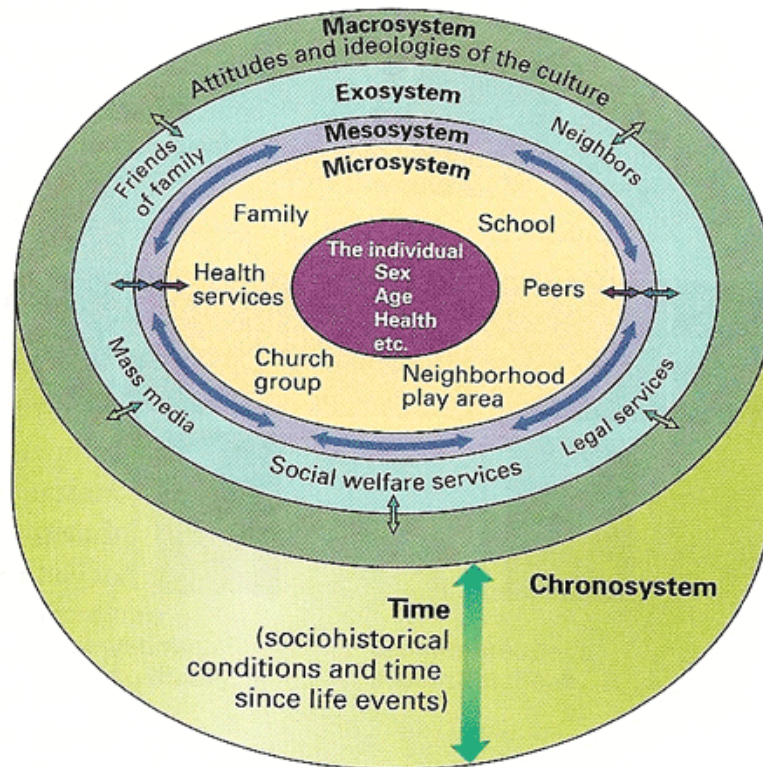 Macrosystem
Attitudes and ideologies of the culture
Exosystem
Mesosystem
Microsystem
Friends
of family
Neighbors
Family
School
The individual
Sex
Age
Health
etc.
Health
services
Peers
Church
group
Neighborhood
play area
Mass media
Legal services
Social welfare services
Chronosystem
Time
(sociohistorical
conditions and time
since life events)